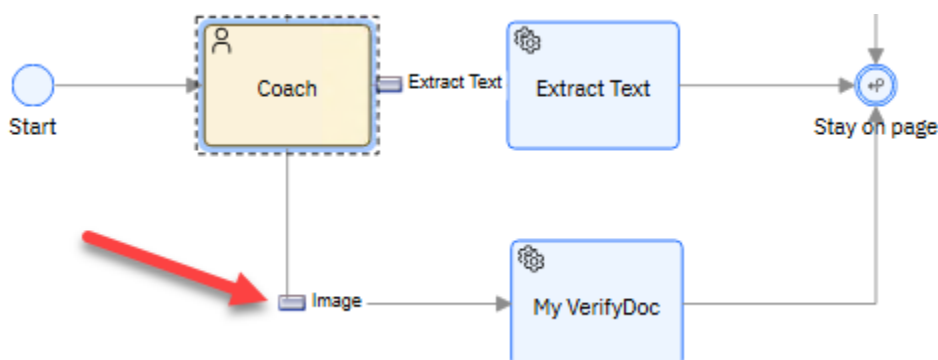 Coach
Extract Text
Extract Text
Start
Stay on page
Image
My VerifyDoc